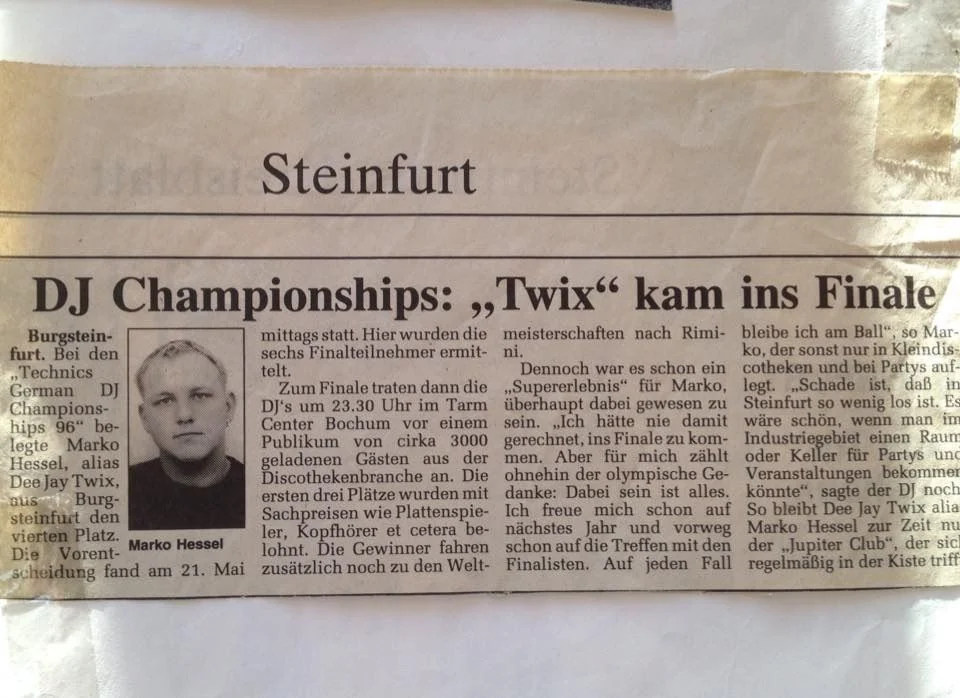 Steinfurt
DJ Championships: „Twix“ kam ins Finale
Burgstein-
furt. Bei den
„Technics
German DJ
Champions-
hips 96“ be-
legte Marko
Hessel, alias
Dee Jay Twix,
aus Burg-
steinfurt den
vierten Platz.
Die Vorent-
scheidung fand am 21. Mai
Marko Hessel
mittags statt. Hier wurden die
sechs Finalteilnehmer ermit-
telt.
Zum Finale traten dann die
DJ's um 23.30 Uhr im Tarm
Center Bochum vor einem
Publikum von cirka 3000
geladenen Gästen aus der
Discothekenbranche an. Die
ersten drei Plätze wurden mit
Sachpreisen wie Plattenspie-
ler, Kopfhörer et cetera be-
lohnt. Die Gewinner fahren
zusätzlich noch zu den Welt-
meisterschaften nach Rimi-
ni.
Dennoch war es schon ein
„Supererlebnis“ für Marko,
überhaupt dabei gewesen zu
sein. „Ich hätte nie damit
gerechnet, ins Finale zu kom-
men. Aber für mich zählt
ohnehin der olympische Ge-
danke: Dabei sein ist alles.
Ich freue mich schon auf
nächstes Jahr und vorweg
schon auf die Treffen mit den
Finalisten. Auf jeden Fall
bleibe ich am Ball“, so Mar-
ko, der sonst nur in Kleindis-
cotheken und bei Partys auf-
legt. „Schade ist, daß in
Steinfurt so wenig los ist. Es
wäre schön, wenn man im
Industriegebiet einen Raum
oder Keller für Partys und
Veranstaltungen bekommen
könnte“, sagte der DJ noch
So bleibt Dee Jay Twix alia
Marko Hessel zur Zeit nu
der „Jupiter Club“, der sich
regelmäßig in der Kiste triff